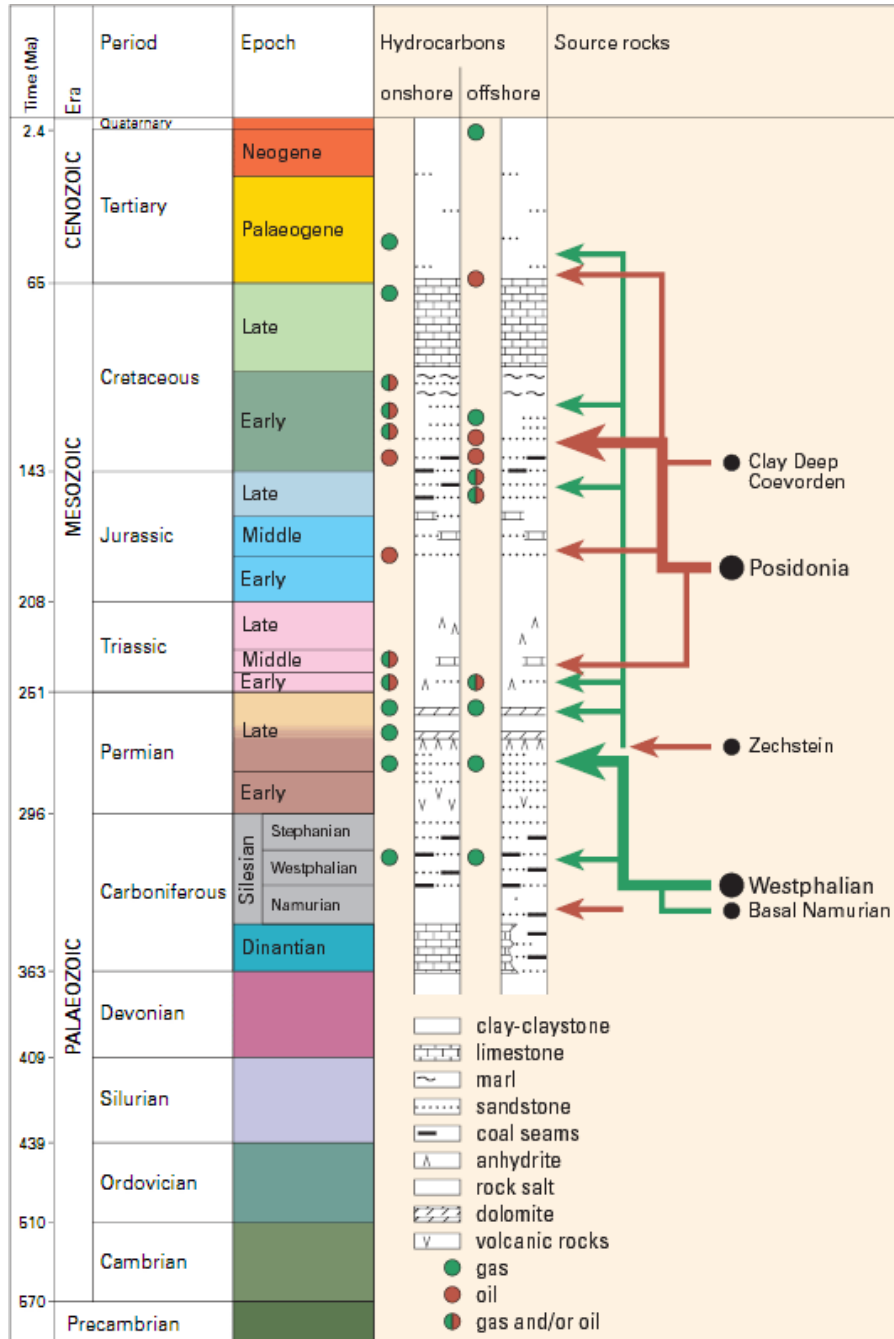 Time (Ma)
Era
Period
Epoch
Hydrocarbons
onshore
offshore
Source rocks
2.4
65
143
208
251
296
363
409
439
510
570
CENOZOIC
MESOZOIC
PALAEOZOIC
Quaternary
Tertiary
Cretaceous
Jurassic
Triassic
Permian
Carboniferous
Devonian
Silurian
Ordovician
Cambrian
Precambrian
Neogene
Palaeogene
Late
Early
Late
Middle
Early
Late
Middle
Early
Late
Early
Silesian
Stephanian
Westphalian
Namurian
Dinantian
Clay Deep
Coevorden
Posidonia
Zechstein
Westphalian
Basal Namurian
clay-claystone
limestone
marl
sandstone
coal seams
anhydrite
rock salt
dolomite
volcanic rocks
gas
oil
gas and/or oil